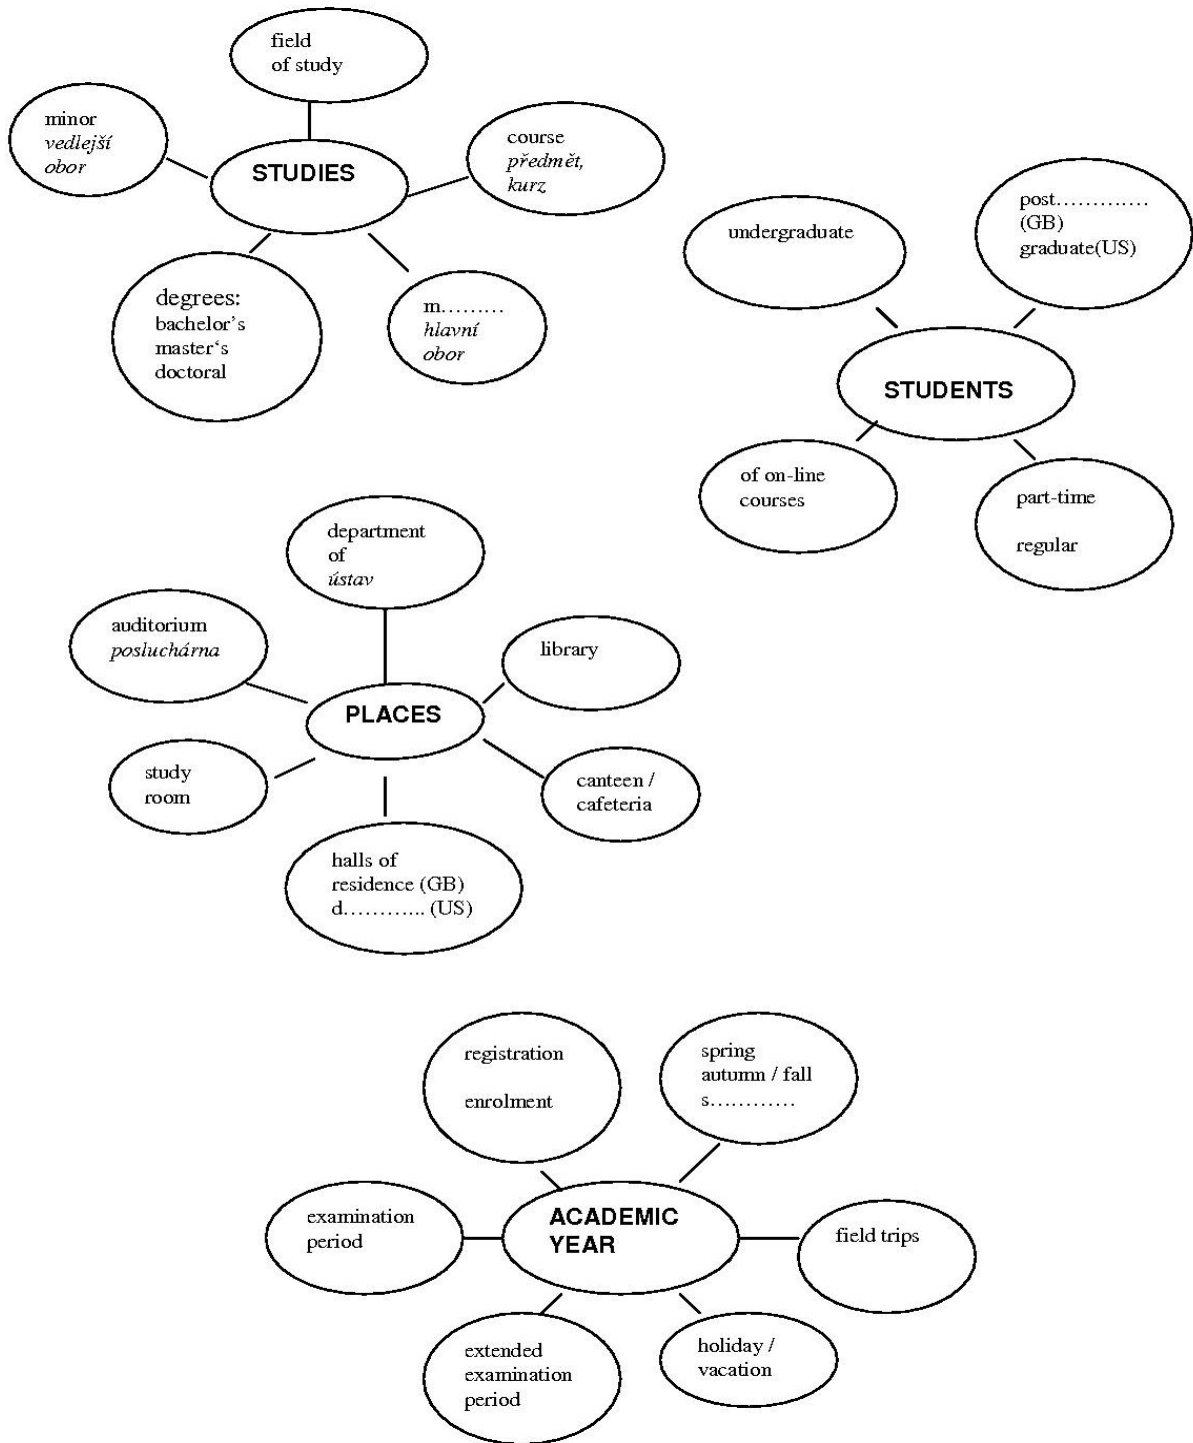 field
of study
minor
vedlejší
obor
STUDIES
course
předmět,
kurz
degrees:
bachelor’s
master‘s
doctoral
m………
hlavní
obor
undergraduate
post…………
(GB)
graduate(US)
STUDENTS
of on-line
courses
part-time
regular
department
of
ústav
auditorium
posluchárna
library
PLACES
study
room
canteen /
cafeteria
halls of
residence (GB)
d……….. (US)
registration
enrolment
spring
autumn / fall
s…………
examination
period
ACADEMIC
YEAR
field trips
extended
examination
period
holiday /
vacation